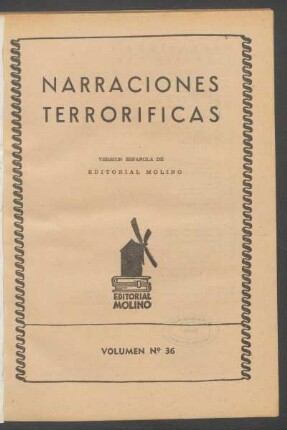 NARRACIONES
TERRORIFICAS
VERSION ESPAÑOLA DE
EDITORIAL MOLINO
EDITORIAL
MOLINO
VOLUMEN Nº 36